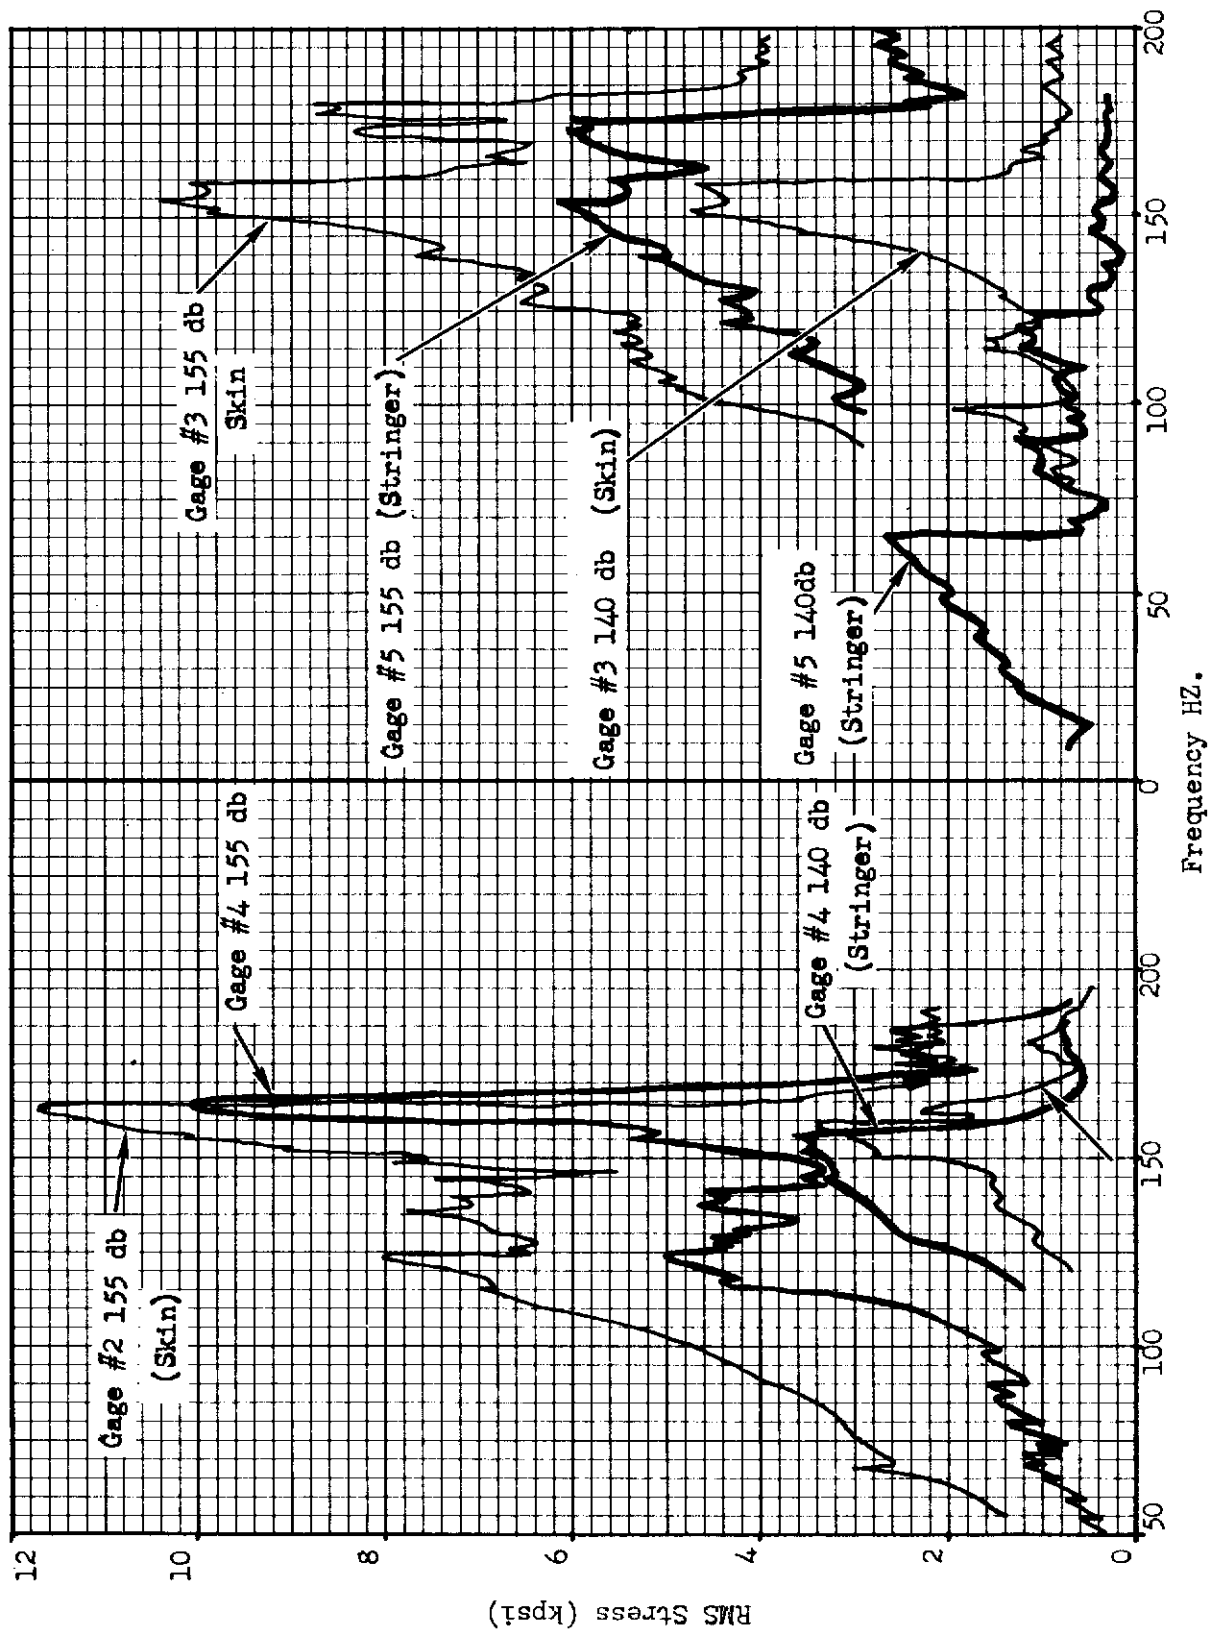 Gage #2 155 db
(Skin)
Gage #4 155 db
Gage #4 140 db
(Stringer)
Gage #3 155 db
Skin
Gage #5 155 db (Stringer)
Gage #3 140 db (Skin)
Gage #5 140db
(Stringer)
RMS Stress (kpsi)
12
10
8
6
4
2
0
50
100
150
200
0
50
100
150
200
Frequency HZ.